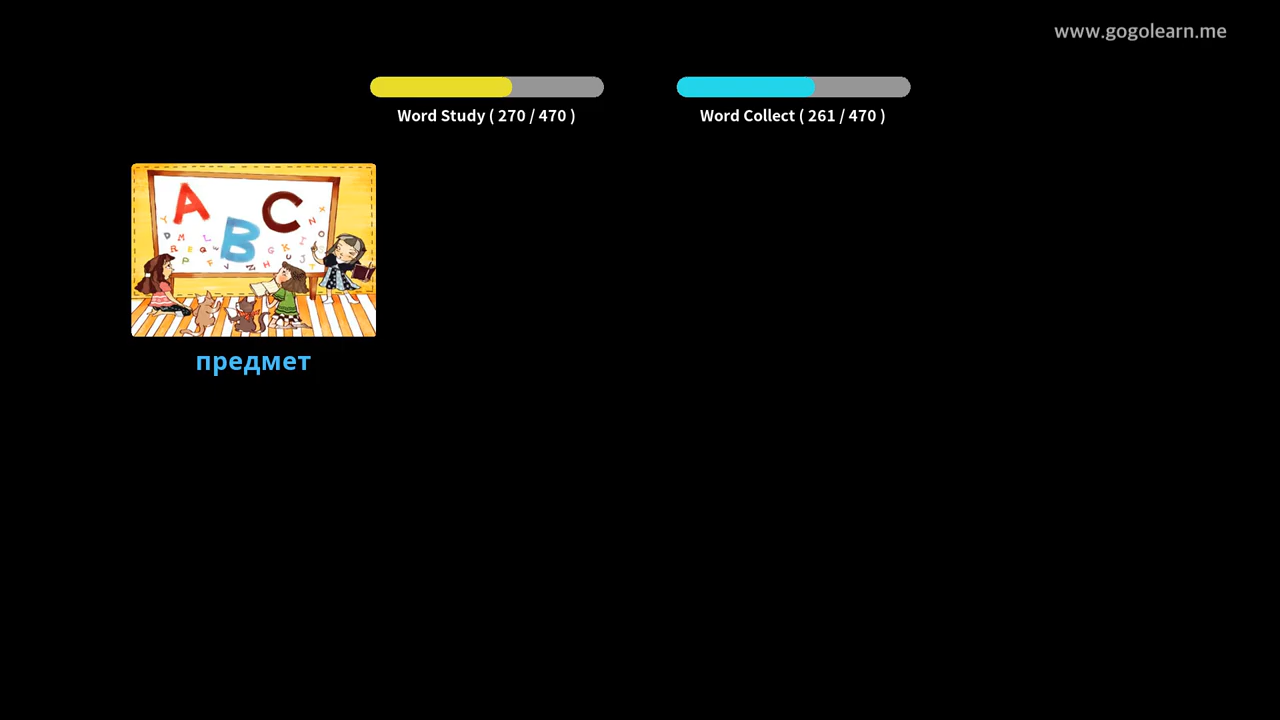 www.gogolearn.me
Word Study ( 270 / 470 )
Word Collect ( 261 / 470 )
A
B
C
предмет